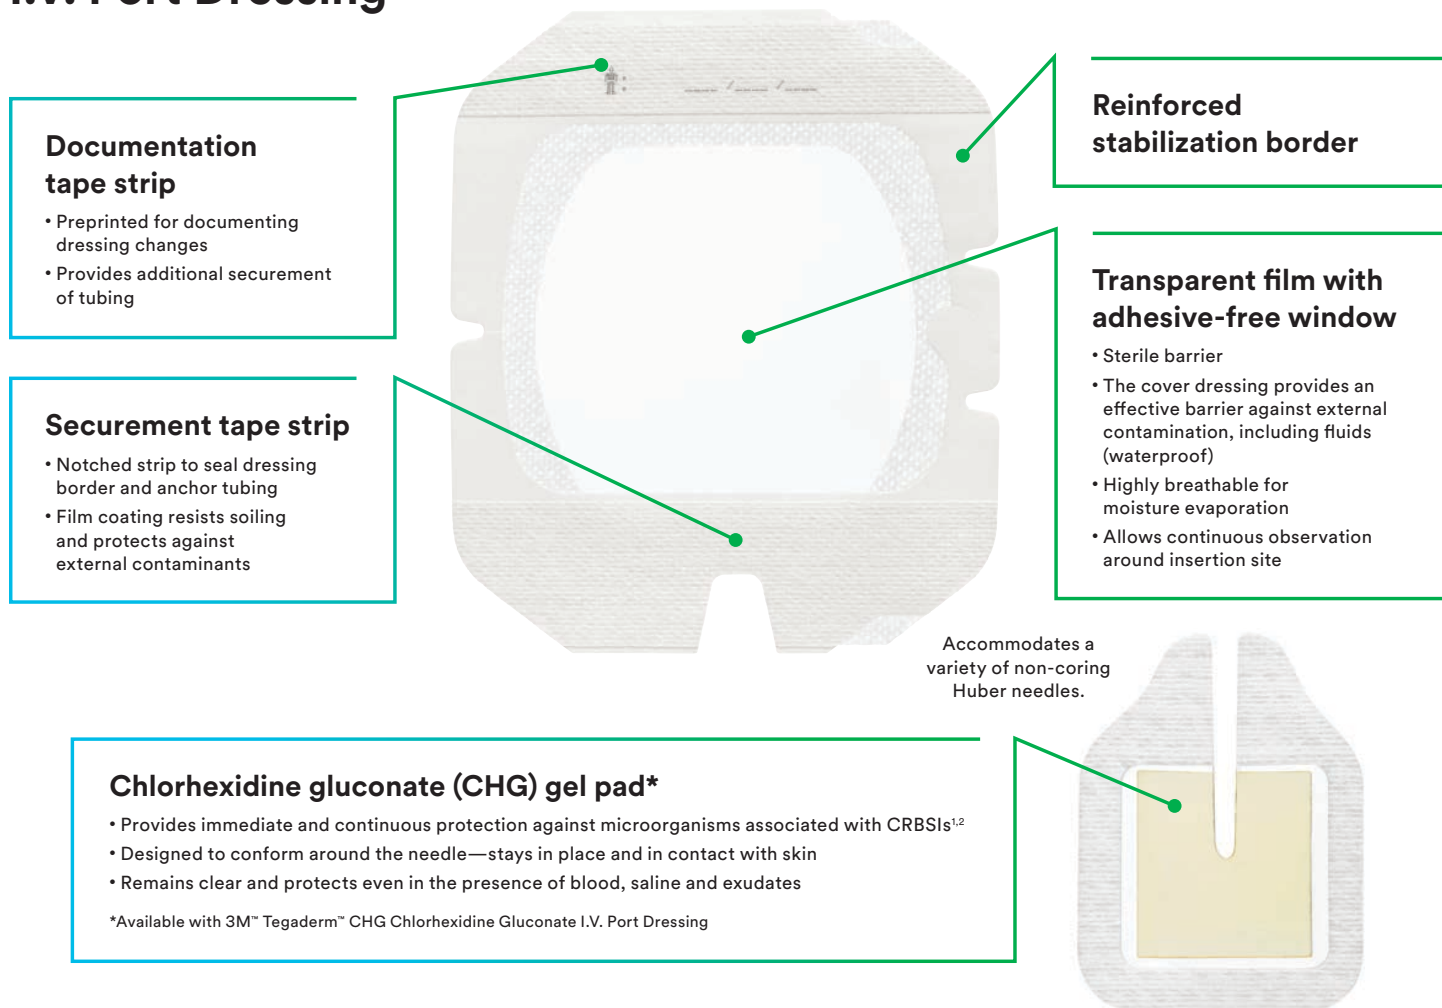 I.V. Port Dressing
Documentation
tape strip
• Preprinted for documenting
dressing changes
• Provides additional securement
of tubing
Securement tape strip
• Notched strip to seal dressing
border and anchor tubing
• Film coating resists soiling
and protects against
external contaminants
Reinforced
stabilization border
Transparent film with
adhesive-free window
• Sterile barrier
• The cover dressing provides an
effective barrier against external
contamination, including fluids
(waterproof)
• Highly breathable for
moisture evaporation
• Allows continuous observation
around insertion site
Accommodates a
variety of non-coring
Huber needles.
Chlorhexidine gluconate (CHG) gel pad*
• Provides immediate and continuous protection against microorganisms associated with CRBSIs¹,²
• Designed to conform around the needle—stays in place and in contact with skin
• Remains clear and protects even in the presence of blood, saline and exudates
*Available with 3M™ Tegaderm™ CHG Chlorhexidine Gluconate I.V. Port Dressing